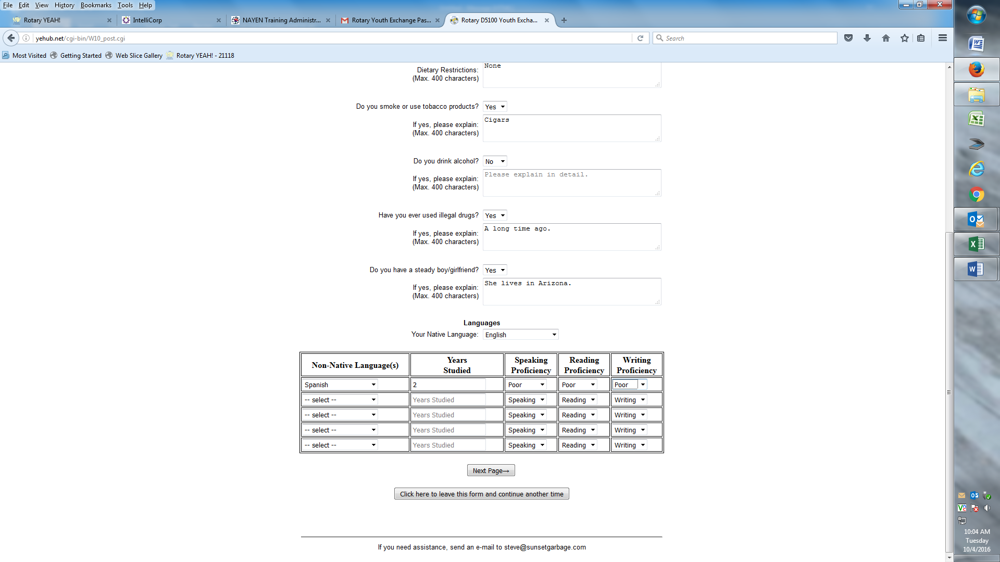 File Edit View History Bookmarks Tools Help
Rotary YEAH!
IntelliCorp
NAYEN Training Administr...
Rotary Youth Exchange Pas...
Rotary D5100 Youth Excha...
yehub.net/cgi-bin/W10_post.cgi
Search
Most Visited Getting Started Web Slice Gallery Rotary YEAH! - 21118
Dietary Restrictions: None
(Max. 400 characters)
Do you smoke or use tobacco products? Yes
If yes, please explain: Cigars
(Max. 400 characters)
Do you drink alcohol? No
If yes, please explain: Please explain in detail.
(Max. 400 characters)
Have you ever used illegal drugs? Yes
If yes, please explain: A long time ago.
(Max. 400 characters)
Do you have a steady boy/girlfriend? Yes
If yes, please explain: She lives in Arizona.
(Max. 400 characters)
Languages
Your Native Language: English
Non-Native Language(s) Years Studied Speaking Proficiency Reading Proficiency Writing Proficiency
Spanish 2 Poor Poor Poor
-- select -- Years Studied Speaking Reading Writing
-- select -- Years Studied Speaking Reading Writing
-- select -- Years Studied Speaking Reading Writing
-- select -- Years Studied Speaking Reading Writing
Next Page→
Click here to leave this form and continue another time
If you need assistance, send an e-mail to steve@sunsetgarbage.com
10:04 AM
Tuesday
10/4/2016